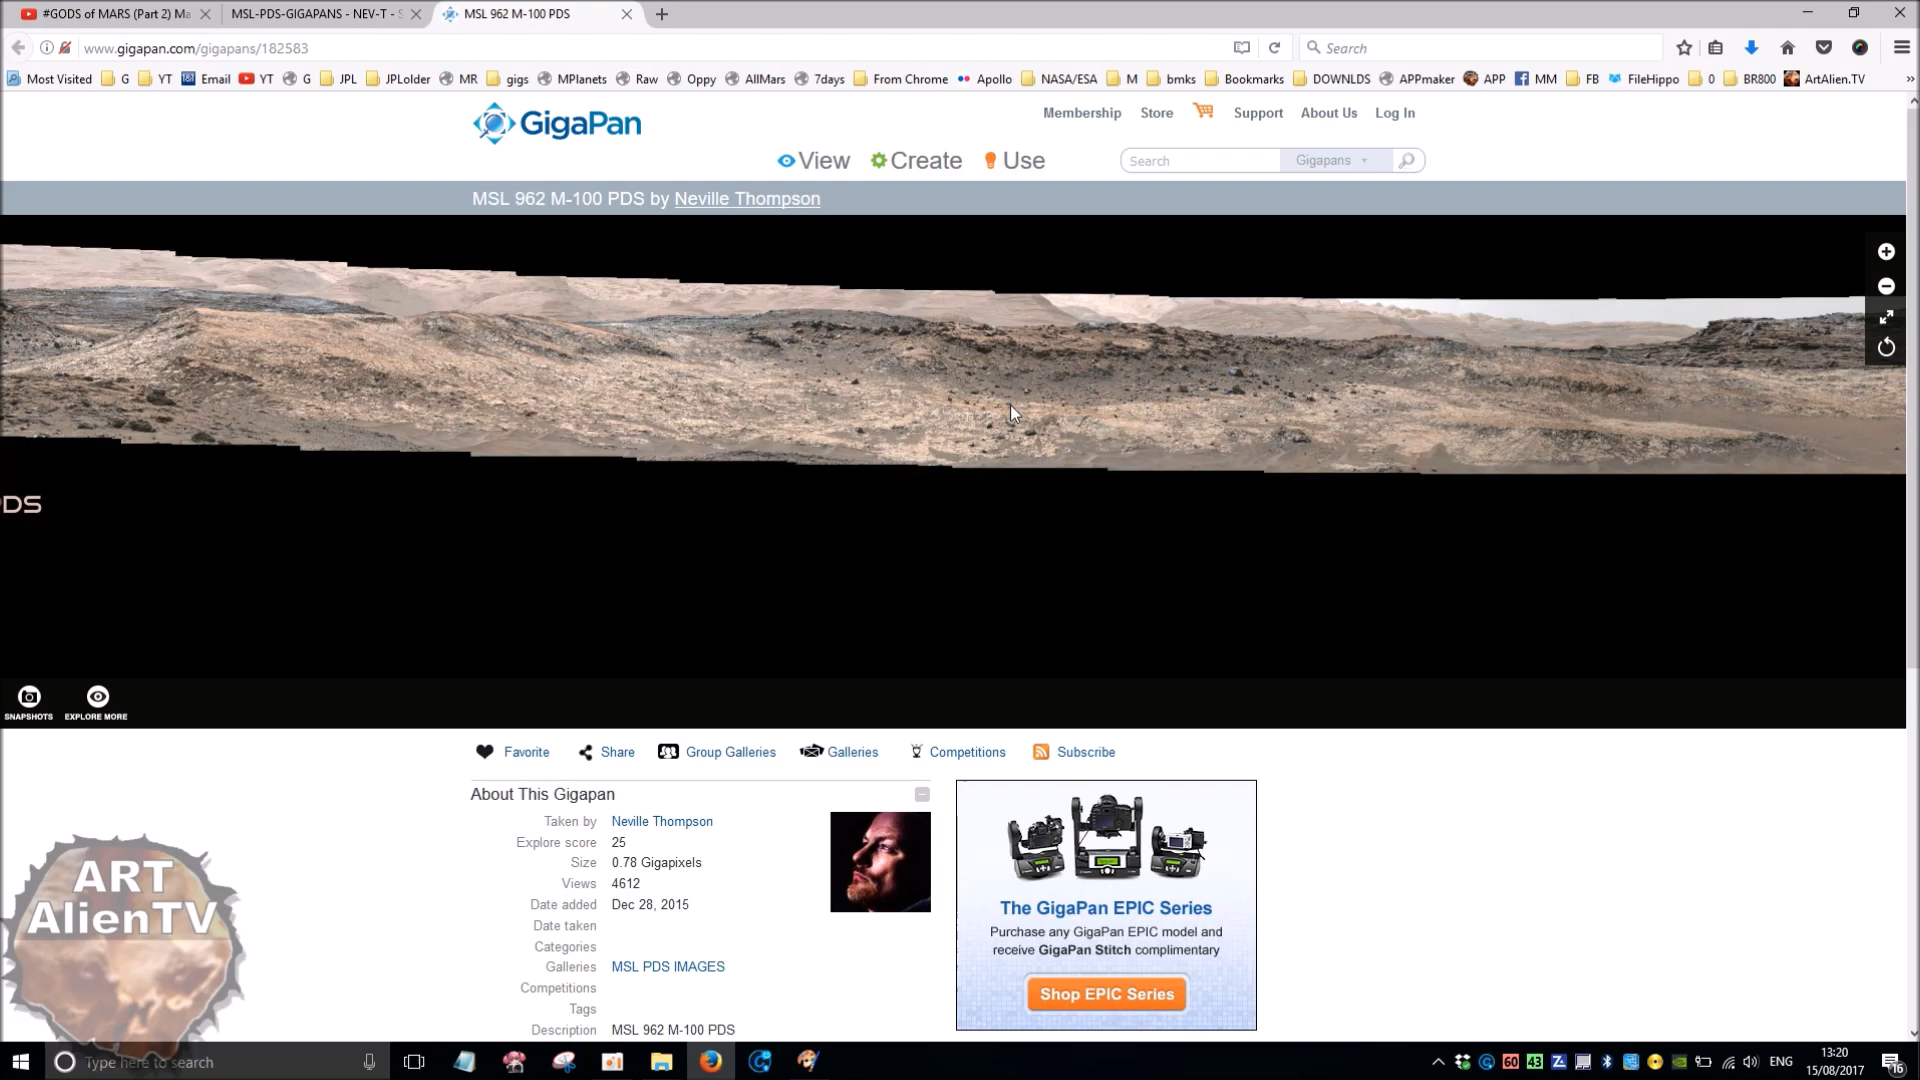 #GODS of MARS (Part 2) Ma
MSL-PDS-GIGAPANS - NEV-T -
MSL 962 M-100 PDS
www.gigapan.com/gigapans/182583
Search
Most Visited G YT Email YT G JPL JPLolder MR gigs MPlanets Raw Oppy AllMars 7days From Chrome Apollo NASA/ESA M bmks Bookmarks DOWNLDS APPmaker APP MM FB FileHippo 0 BR800 ArtAlien.TV
GigaPan
Membership Store Support About Us Log In
View Create Use
Search Gigapans
MSL 962 M-100 PDS by Neville Thompson
PDS
SNAPSHOTS EXPLORE MORE
Favorite Share Group Galleries Galleries Competitions Subscribe
About This Gigapan
Taken by Neville Thompson
Explore score 25
Size 0.78 Gigapixels
Views 4612
Date added Dec 28, 2015
Date taken
Categories
Galleries MSL PDS IMAGES
Competitions
Tags
Description MSL 962 M-100 PDS
The GigaPan EPIC Series
Purchase any GigaPan EPIC model and
receive GigaPan Stitch complimentary
Shop EPIC Series
ART
AlienTV
Type here to search
60 43 ENG
13:20
15/08/2017
16